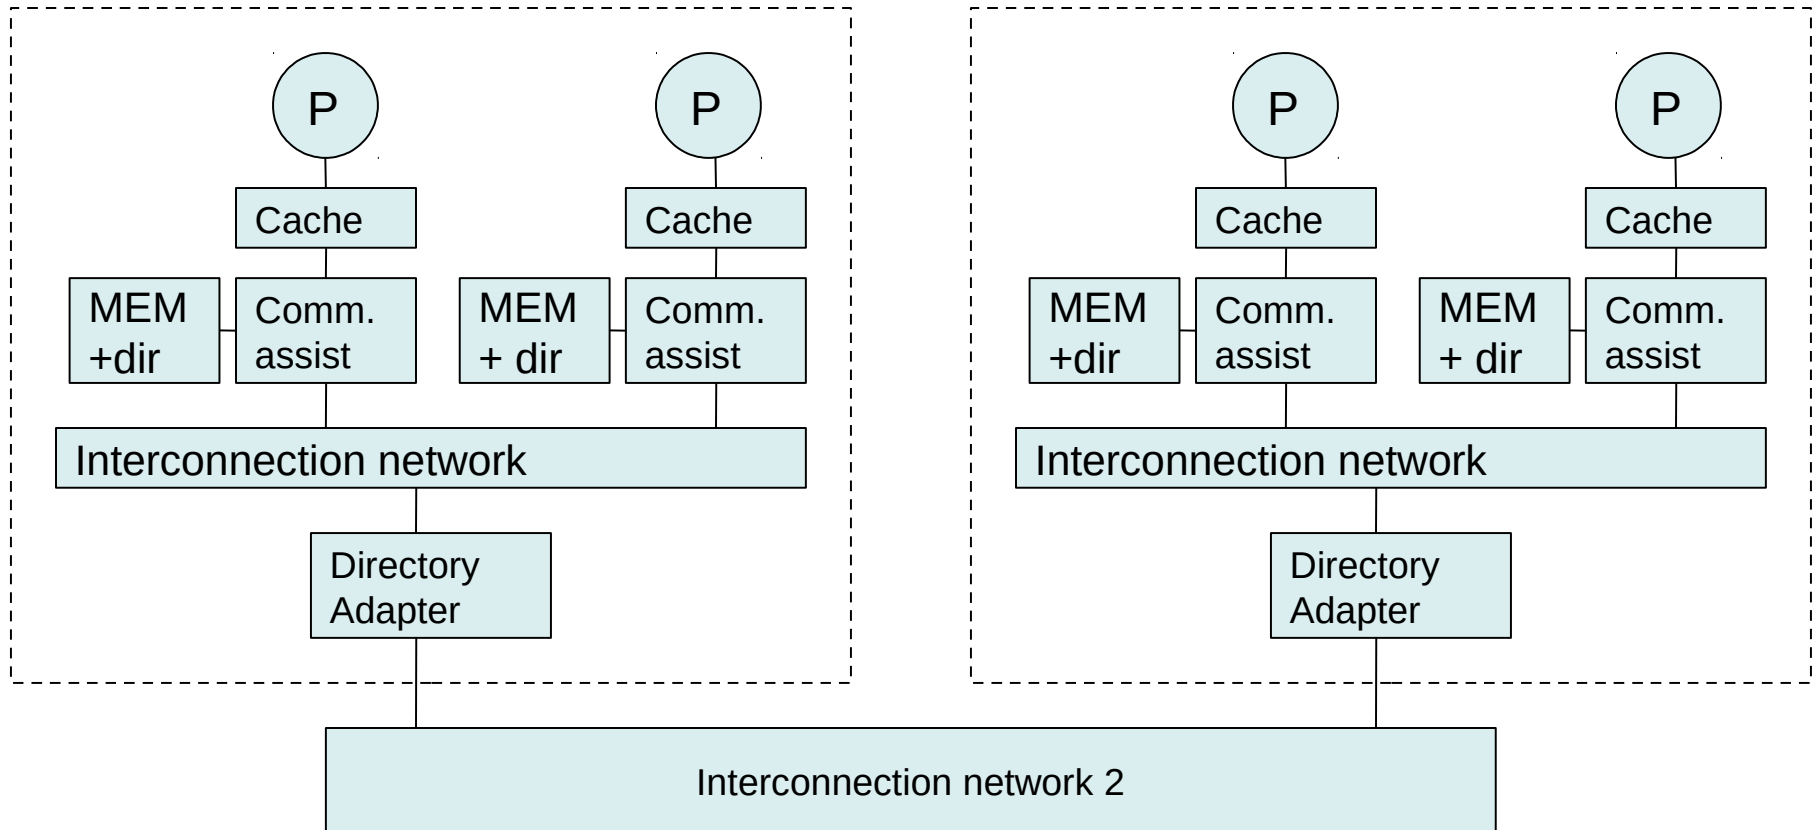 P
P
P
P
Cache
Cache
Cache
Cache
MEM
+dir
Comm.
assist
MEM
+ dir
Comm.
assist
MEM
+dir
Comm.
assist
MEM
+ dir
Comm.
assist
Interconnection network
Interconnection network
Directory
Adapter
Directory
Adapter
Interconnection network 2